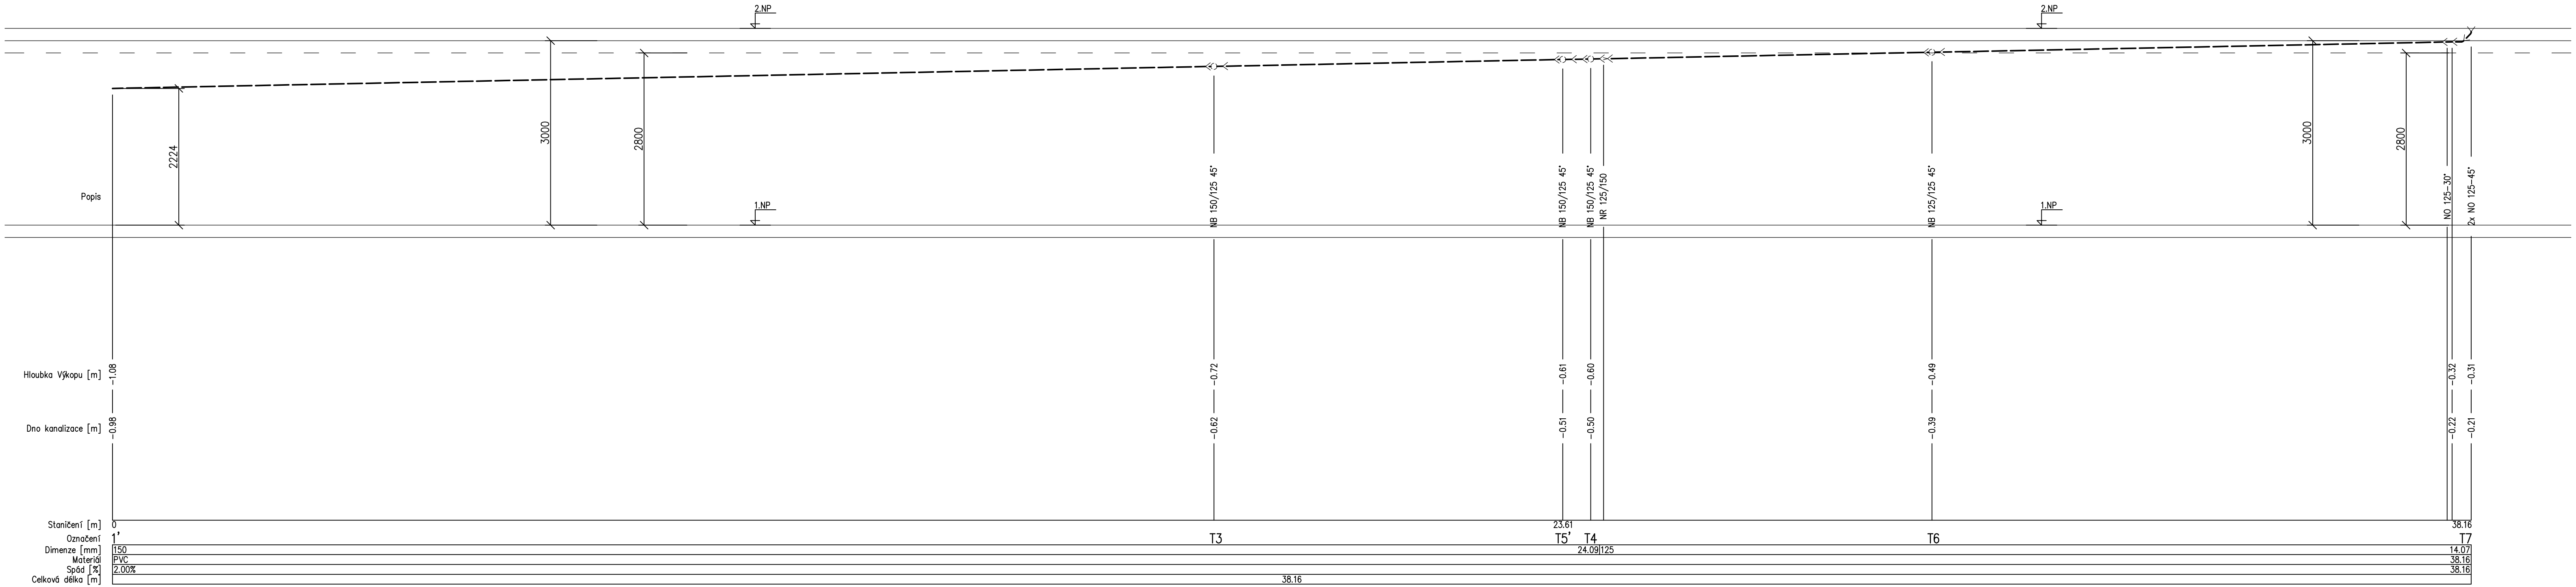 2.NP
2.NP
3000
2800
2224
3000
2800
Popis
NB 150/125 45°
NB 150/125 45°
NB 150/125 45°
NR 125/150
NB 125/125 45°
NO 125-30°
2x NO 125-45°
1.NP
1.NP
Hloubka Výkopu [m]
-1.08
-0.72
-0.61
-0.60
-0.49
-0.32
-0.31
Dno kanalizace [m]
-0.98
-0.62
-0.51
-0.50
-0.39
-0.22
-0.21
Staničení [m]
0
23.61
38.16
Označení
1'
T3
T5'
T4
T6
T7
Dimenze [mm]
150
24.09
125
14.07
Materiál
PVC
38.16
Spád [%]
2.00%
38.16
Celková délka [m]
38.16